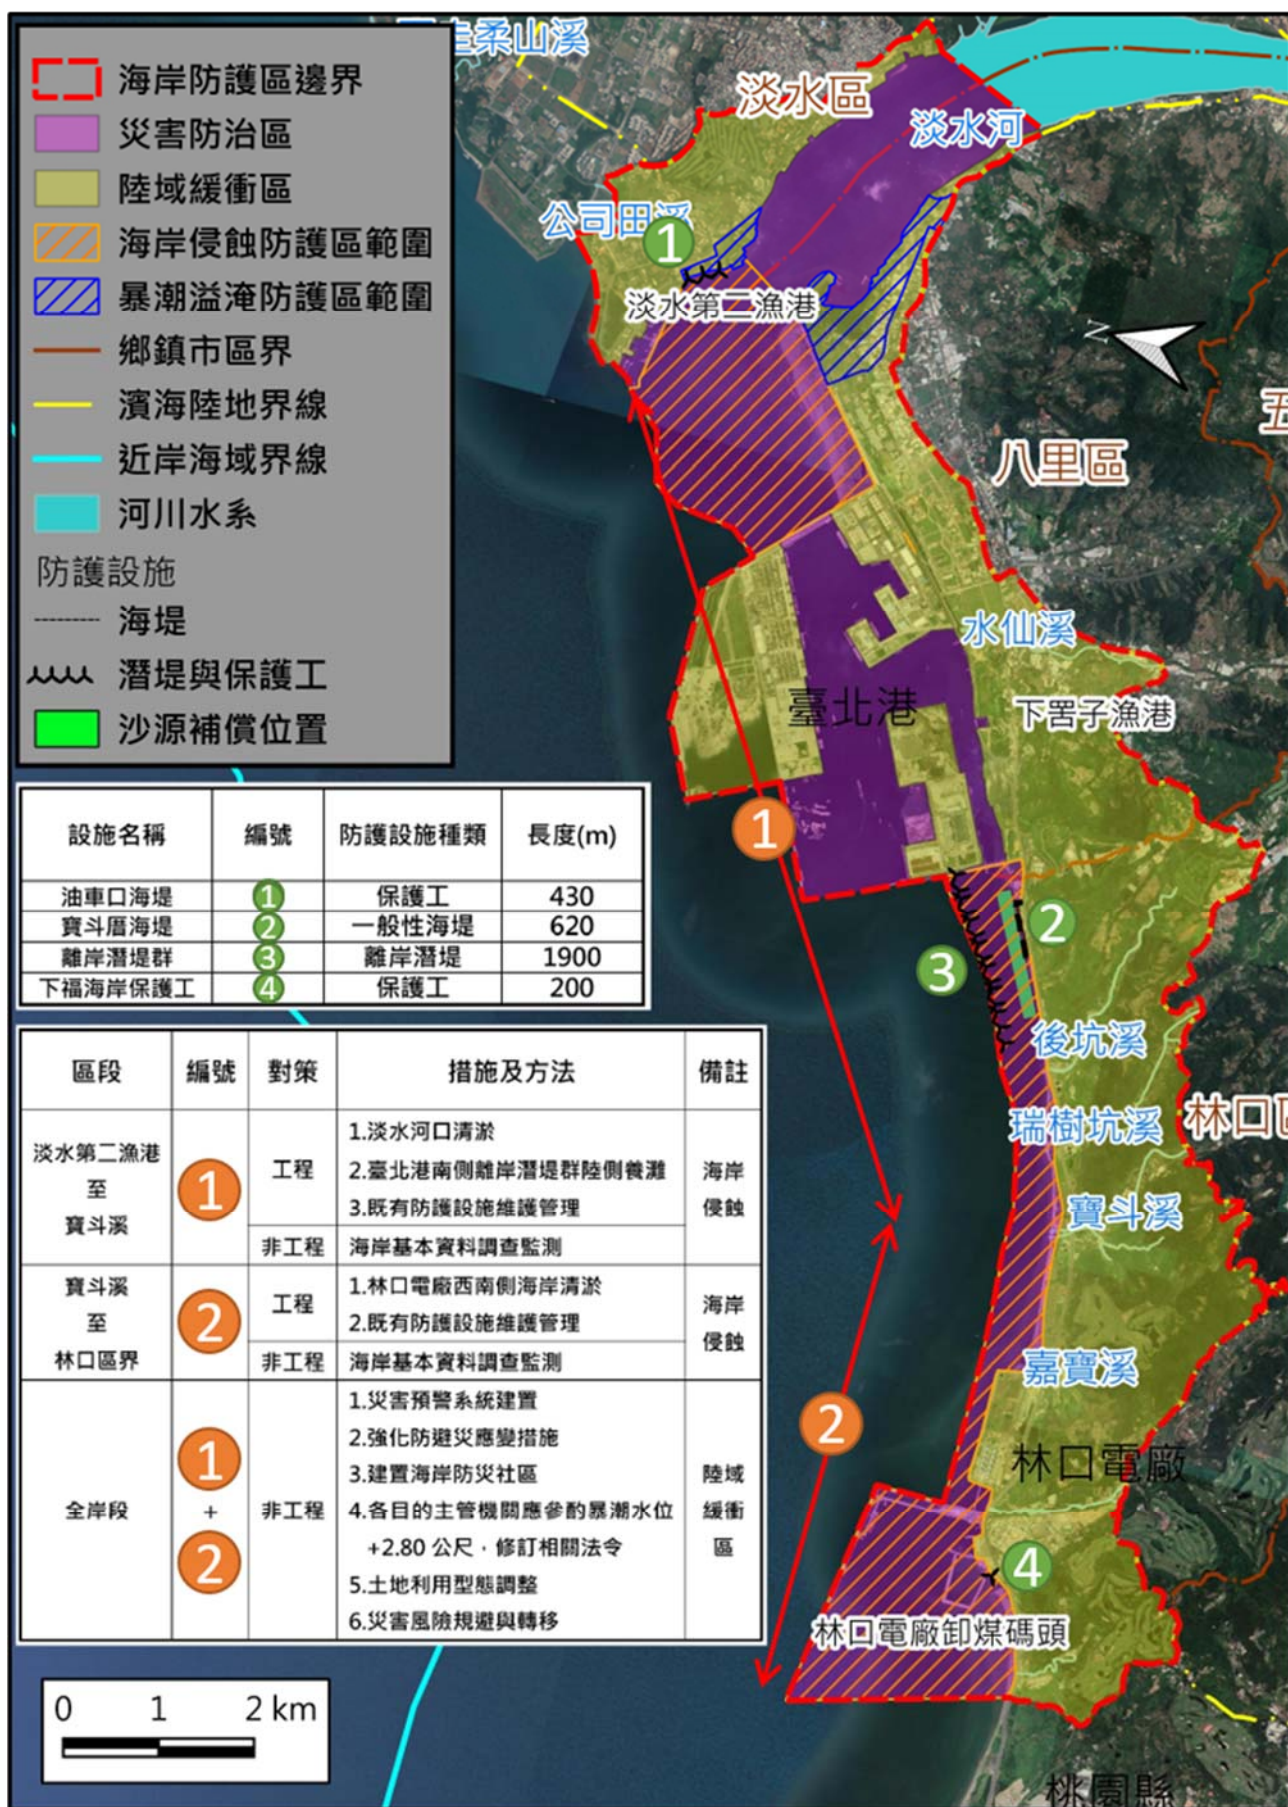 圭柔山溪
海岸防護區邊界
災害防治區
陸域緩衝區
海岸侵蝕防護區範圍
暴潮溢淹防護區範圍
鄉鎮市區界
濱海陸地界線
近岸海域界線
河川水系
防護設施
海堤
潛堤與保護工
沙源補償位置
淡水區
淡水河
公司田溪
1
淡水第二漁港
N
五
八里區
水仙溪
臺北港
下罟子漁港
1
2
3
後坑溪
瑞樹坑溪
林口區
寶斗溪
嘉寶溪
2
林口電廠
4
林口電廠卸煤碼頭
桃園縣
設施名稱 編號 防護設施種類 長度(m)
油車口海堤 1 保護工 430
寶斗厝海堤 2 一般性海堤 620
離岸潛堤群 3 離岸潛堤 1900
下福海岸保護工 4 保護工 200
區段 編號 對策 措施及方法 備註
淡水第二漁港
至
寶斗溪
1
工程
1.淡水河口清淤
2.臺北港南側離岸潛堤群陸側養灘
3.既有防護設施維護管理
非工程 海岸基本資料調查監測
海岸
侵蝕
寶斗溪
至
林口區界
2
工程
1.林口電廠西南側海岸清淤
2.既有防護設施維護管理
非工程 海岸基本資料調查監測
海岸
侵蝕
全岸段
1
+
2
非工程
1.災害預警系統建置
2.強化防避災應變措施
3.建置海岸防災社區
4.各目的主管機關應參酌暴潮水位
+2.80 公尺，修訂相關法令
5.土地利用型態調整
6.災害風險規避與轉移
陸域
緩衝
區
0 1 2 km